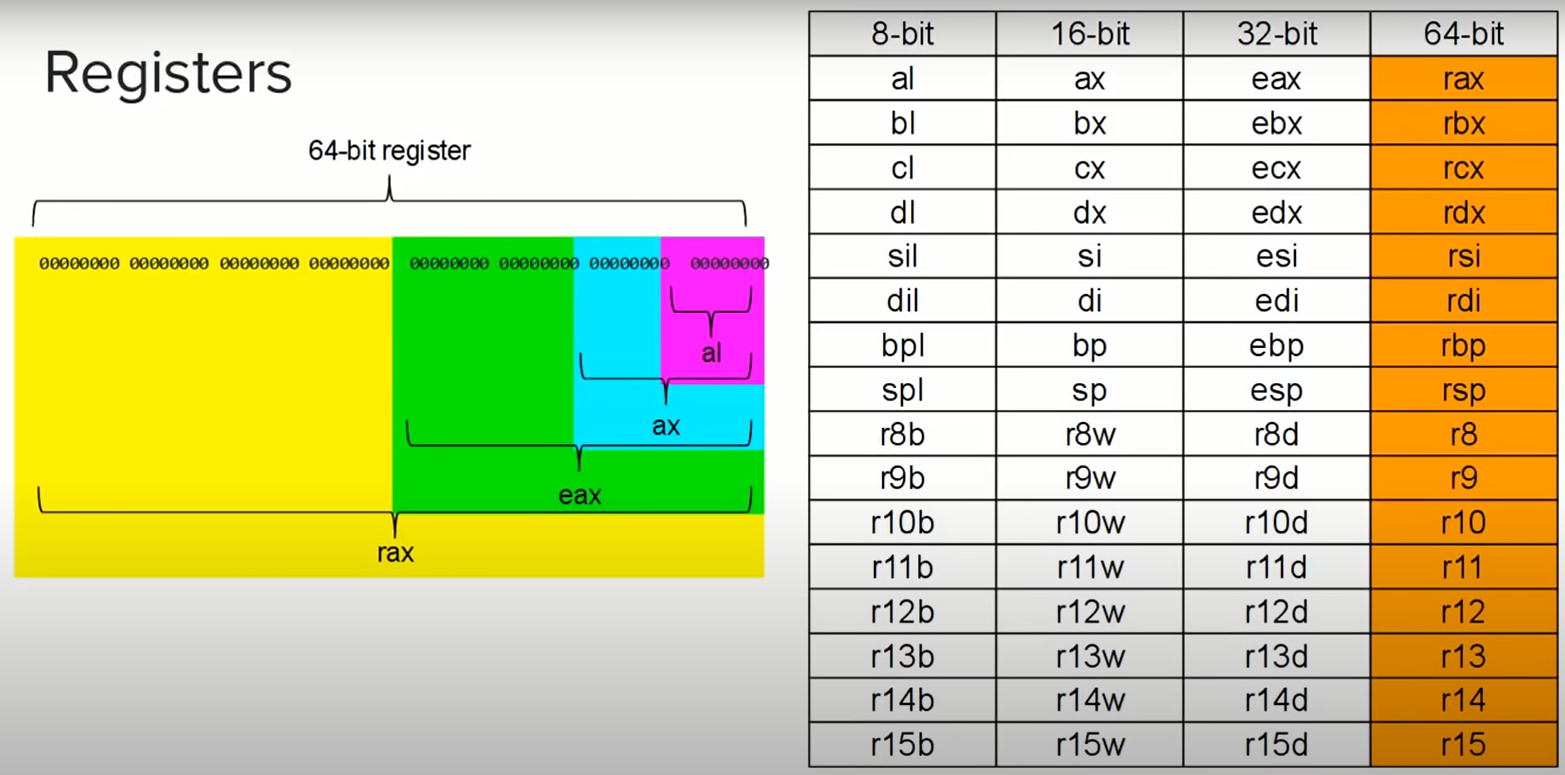 Registers
64-bit register
00000000 00000000 00000000 00000000 00000000 00000000 00000000 00000000
al
ax
eax
rax
8-bit 16-bit 32-bit 64-bit
al ax eax rax
bl bx ebx rbx
cl cx ecx rcx
dl dx edx rdx
sil si esi rsi
dil di edi rdi
bpl bp ebp rbp
spl sp esp rsp
r8b r8w r8d r8
r9b r9w r9d r9
r10b r10w r10d r10
r11b r11w r11d r11
r12b r12w r12d r12
r13b r13w r13d r13
r14b r14w r14d r14
r15b r15w r15d r15